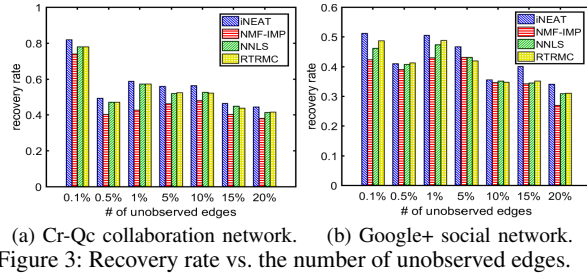 1
0.8
0.6
0.4
0.2
0
recovery rate
iNEAT
NMF-IMP
NNLS
RTRMC
0.1% 0.5% 1% 5% 10% 15% 20%
# of unobserved edges
(a) Cr-Qc collaboration network.
0.6
0.5
0.4
0.3
0.2
0.1
0
recovery rate
iNEAT
NMF-IMP
NNLS
RTRMC
0.1% 0.5% 1% 5% 10% 15% 20%
# of unobserved edges
(b) Google+ social network.
Figure 3: Recovery rate vs. the number of unobserved edges.